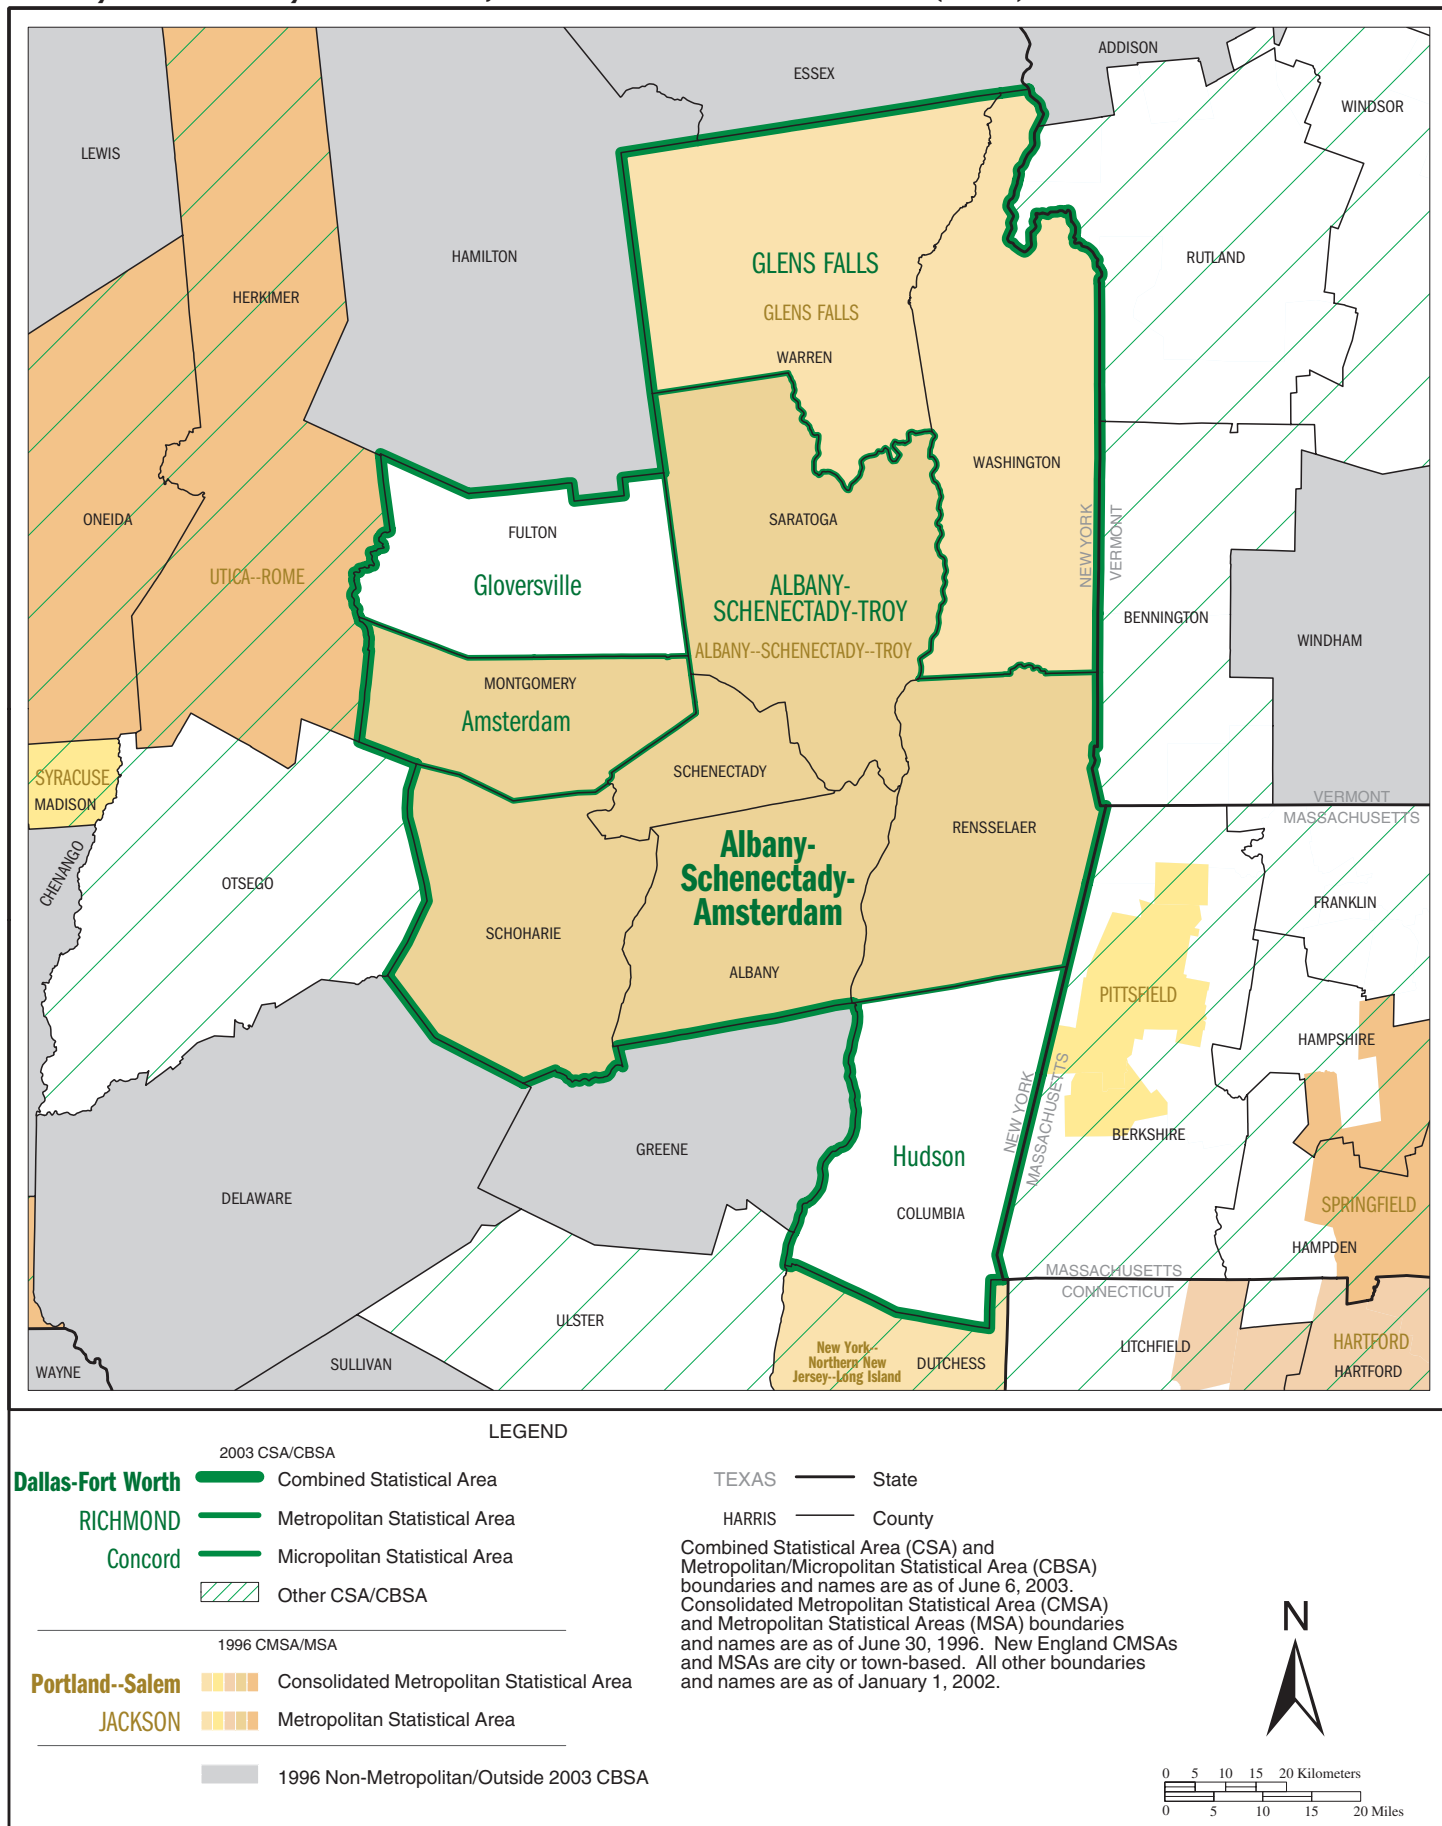 ADDISON
ESSEX
WINDSOR
LEWIS
HAMILTON
RUTLAND
GLENS FALLS
HERKIMER
GLENS FALLS
WARREN
WASHINGTON
ONEIDA
SARATOGA
FULTON
NEW YORK
VERMONT
UTICA--ROME
Gloversville
ALBANY-
SCHENECTADY-TROY
BENNINGTON
WINDHAM
ALBANY--SCHENECTADY--TROY
MONTGOMERY
Amsterdam
SYRACUSE
MADISON
SCHENECTADY
VERMONT
MASSACHUSETTS
RENSSELAER
Albany-
Schenectady-
Amsterdam
CHENANGO
OTSEGO
FRANKLIN
SCHOHARIE
ALBANY
PITTSFIELD
HAMPSHIRE
NEW YORK
MASSACHUSETTS
BERKSHIRE
GREENE
Hudson
DELAWARE
COLUMBIA
SPRINGFIELD
HAMPDEN
MASSACHUSETTS
CONNECTICUT
ULSTER
LITCHFIELD
HARTFORD
New York--
Northern New
Jersey--Long Island
DUTCHESS
SULLIVAN
WAYNE
HARTFORD
LEGEND
2003 CSA/CBSA
Dallas-Fort Worth Combined Statistical Area
RICHMOND Metropolitan Statistical Area
Concord Micropolitan Statistical Area
Other CSA/CBSA
1996 CMSA/MSA
Portland--Salem Consolidated Metropolitan Statistical Area
JACKSON Metropolitan Statistical Area
1996 Non-Metropolitan/Outside 2003 CBSA
TEXAS State
HARRIS County
Combined Statistical Area (CSA) and
Metropolitan/Micropolitan Statistical Area (CBSA)
boundaries and names are as of June 6, 2003.
Consolidated Metropolitan Statistical Area (CMSA)
and Metropolitan Statistical Areas (MSA) boundaries
and names are as of June 30, 1996. New England CMSAs
and MSAs are city or town-based. All other boundaries
and names are as of January 1, 2002.
N
0 5 10 15 20 Kilometers
0 5 10 15 20 Miles